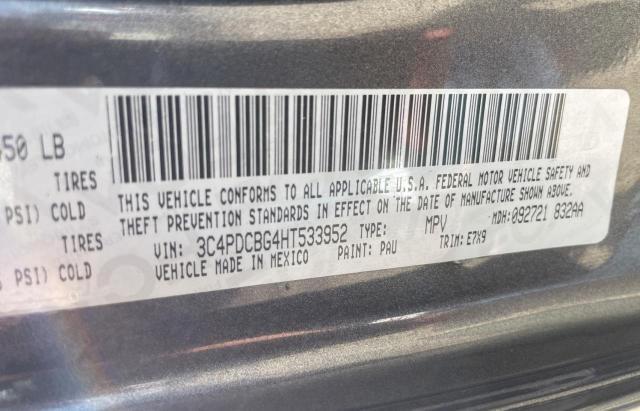 450 LB
TIRES
PSI) COLD
TIRES
PSI) COLD
THIS VEHICLE CONFORMS TO ALL APPLICABLE U.S.A. FEDERAL MOTOR VEHICLE SAFETY AND
THEFT PREVENTION STANDARDS IN EFFECT ON THE DATE OF MANUFACTURE SHOWN ABOVE.
VIN: 3C4PDCBG4HT533952 TYPE: MPV MDH:092721 832AA
VEHICLE MADE IN MEXICO PAINT: PAU TRIM: E7X9